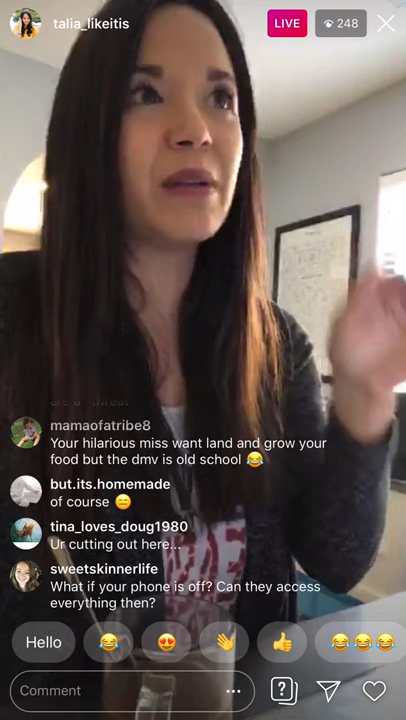 talia_likeitis
LIVE
248
are a threat
mamaofatribe8
Your hilarious miss want land and grow your
food but the dmv is old school 😂
but.its.homemade
of course 😑
tina_loves_doug1980
Ur cutting out here...
sweetskinnerlife
What if your phone is off? Can they access
everything then?
Hello 😂 😍 👋 👍 😂😂😂
Comment